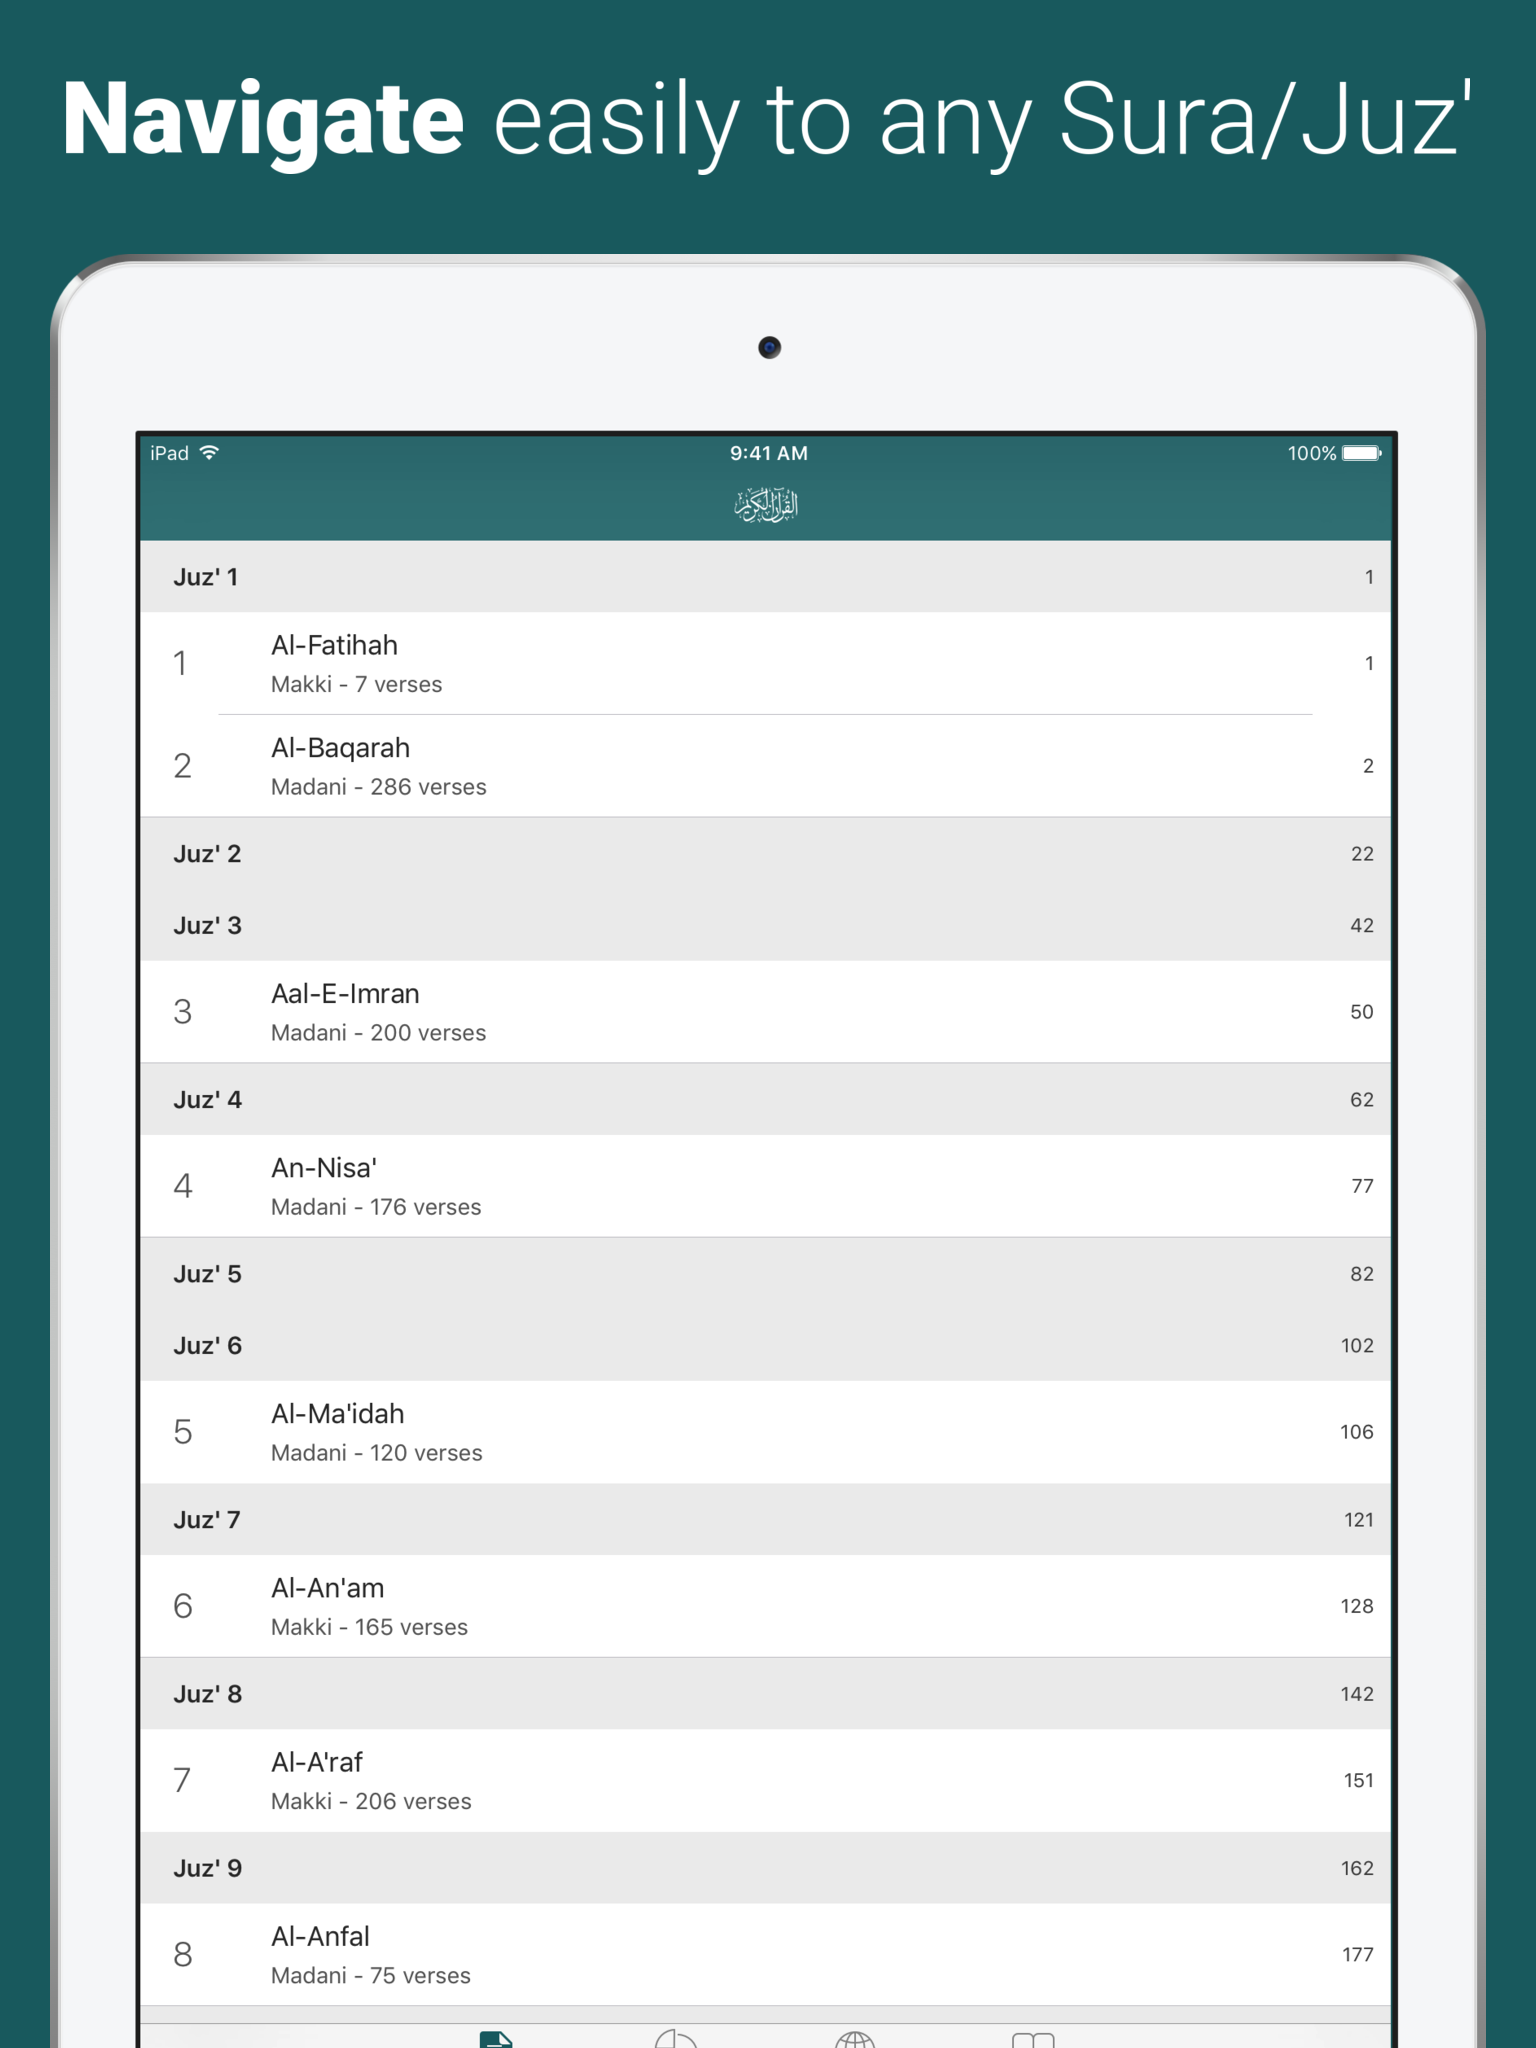 Navigate easily to any Sura/Juz'
iPad 9:41 AM 100%
القرآن الكريم
Juz' 1 1
1 Al-Fatihah 1
Makki - 7 verses
2 Al-Baqarah 2
Madani - 286 verses
Juz' 2 22
Juz' 3 42
3 Aal-E-Imran 50
Madani - 200 verses
Juz' 4 62
4 An-Nisa' 77
Madani - 176 verses
Juz' 5 82
Juz' 6 102
5 Al-Ma'idah 106
Madani - 120 verses
Juz' 7 121
6 Al-An'am 128
Makki - 165 verses
Juz' 8 142
7 Al-A'raf 151
Makki - 206 verses
Juz' 9 162
8 Al-Anfal 177
Madani - 75 verses